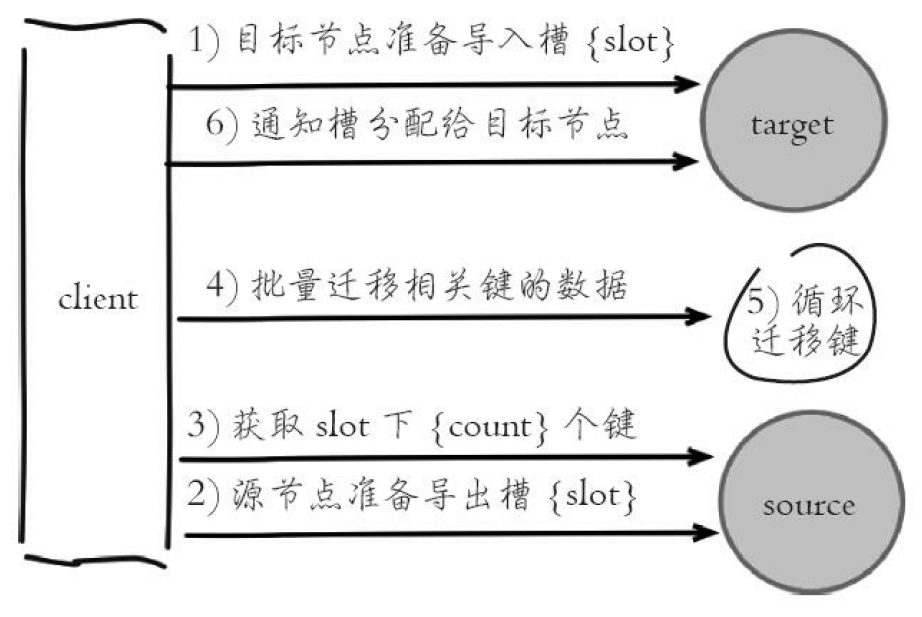 1) 目标节点准备导入槽 {slot}
6) 通知槽分配给目标节点
target
4) 批量迁移相关键的数据
client
5) 循环
迁移键
3) 获取 slot 下 {count} 个键
2) 源节点准备导出槽 {slot}
source